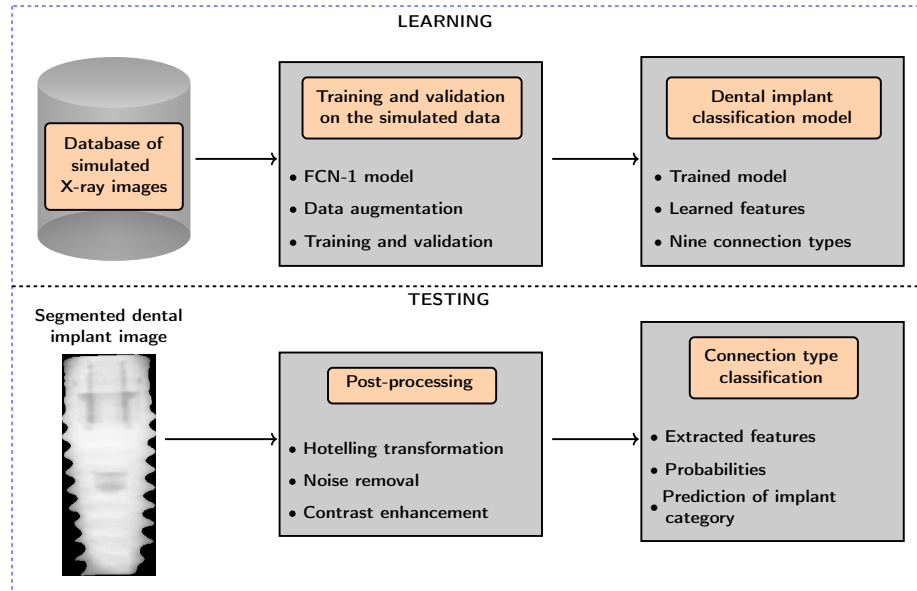 LEARNING
Database of
simulated
X-ray images
Training and validation
on the simulated data
• FCN-1 model
• Data augmentation
• Training and validation
Dental implant
classification model
• Trained model
• Learned features
• Nine connection types
TESTING
Segmented dental
implant image
Post-processing
• Hotelling transformation
• Noise removal
• Contrast enhancement
Connection type
classification
• Extracted features
• Probabilities
• Prediction of implant
category